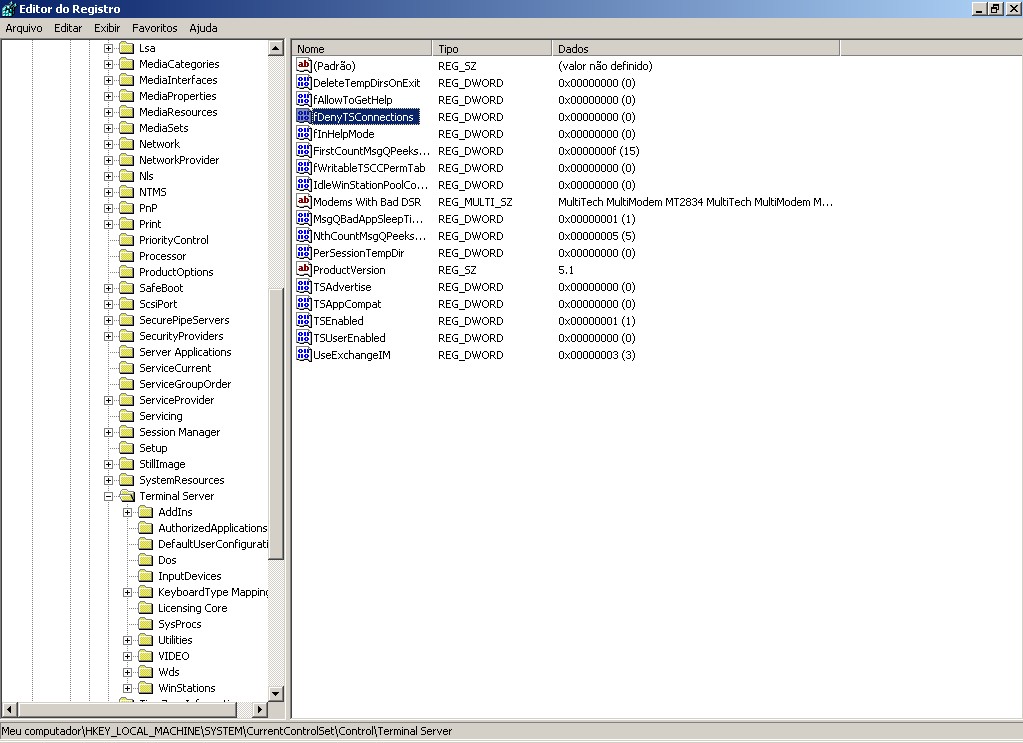 Editor do Registro
Arquivo Editar Exibir Favoritos Ajuda
Lsa
MediaCategories
MediaInterfaces
MediaProperties
MediaResources
MediaSets
Network
NetworkProvider
Nls
NTMS
PnP
Print
PriorityControl
Processor
ProductOptions
SafeBoot
ScsiPort
SecurePipeServers
SecurityProviders
Server Applications
ServiceCurrent
ServiceGroupOrder
ServiceProvider
Servicing
Session Manager
Setup
StillImage
SystemResources
Terminal Server
AddIns
AuthorizedApplications
DefaultUserConfigurati
Dos
InputDevices
KeyboardType Mapping
Licensing Core
SysProcs
Utilities
VIDEO
Wds
WinStations
Nome Tipo Dados
(Padrão) REG_SZ (valor não definido)
DeleteTempDirsOnExit REG_DWORD 0x00000000 (0)
fAllowToGetHelp REG_DWORD 0x00000000 (0)
fDenyTSConnections REG_DWORD 0x00000000 (0)
fInHelpMode REG_DWORD 0x00000000 (0)
FirstCountMsgQPeeks... REG_DWORD 0x0000000f (15)
fWritableTSCCPermTab REG_DWORD 0x00000000 (0)
IdleWinStationPoolCo... REG_DWORD 0x00000000 (0)
Modems With Bad DSR REG_MULTI_SZ MultiTech MultiModem MT2834 MultiTech MultiModem M...
MsgQBadAppSleepTi... REG_DWORD 0x00000001 (1)
NthCountMsgQPeeks... REG_DWORD 0x00000005 (5)
PerSessionTempDir REG_DWORD 0x00000000 (0)
ProductVersion REG_SZ 5.1
TSAdvertise REG_DWORD 0x00000000 (0)
TSAppCompat REG_DWORD 0x00000000 (0)
TSEnabled REG_DWORD 0x00000001 (1)
TSUserEnabled REG_DWORD 0x00000000 (0)
UseExchangeIM REG_DWORD 0x00000003 (3)
Meu computador\HKEY_LOCAL_MACHINE\SYSTEM\CurrentControlSet\Control\Terminal Server